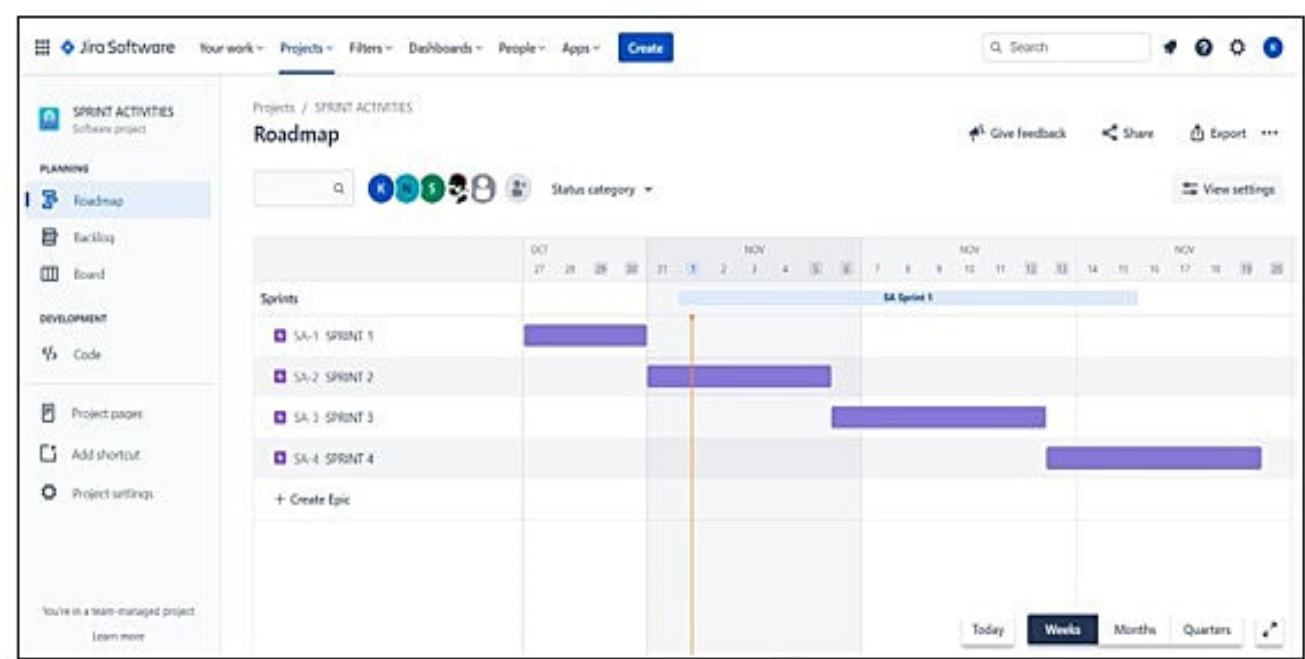 Jira Software Your work Projects Filters Dashboards People Apps Create Search K
SPRINT ACTIVITIES
Software project
PLANNING
Roadmap
Backlog
Board
DEVELOPMENT
Code
Project pages
Add shortcut
Project settings
You're in a team-managed project
Learn more
Projects / SPRINT ACTIVITIES
Roadmap
Give feedback Share Export
K N S Status category View settings
OCT NOV NOV NOV
27 28 29 30 31 1 2 3 4 5 6 7 8 9 10 11 12 13 14 15 16 17 18 19 20
Sprints SA Sprint 1
SA-1 SPRINT 1
SA-2 SPRINT 2
SA-3 SPRINT 3
SA-4 SPRINT 4
+ Create Epic
Today Weeks Months Quarters